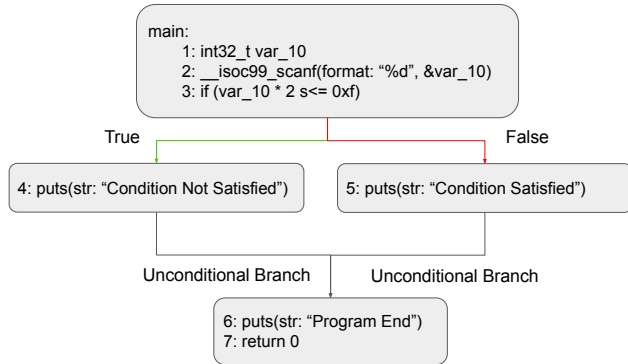 main:
1: int32_t var_10
2: __isoc99_scanf(format: “%d”, &var_10)
3: if (var_10 * 2 s<= 0xf)
True
False
4: puts(str: “Condition Not Satisfied”)
5: puts(str: “Condition Satisfied”)
Unconditional Branch
Unconditional Branch
6: puts(str: “Program End”)
7: return 0